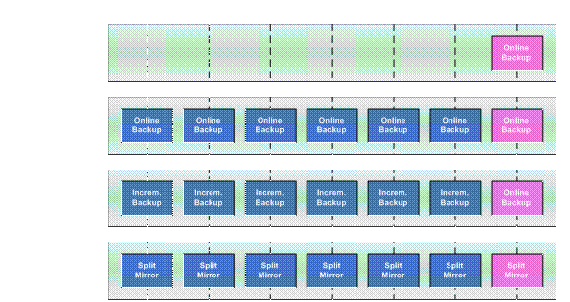 Online
Backup
Online Online Online Online Online Online Online
Backup Backup Backup Backup Backup Backup Backup
Increm. Increm. Increm. Increm. Increm. Increm. Online
Backup Backup Backup Backup Backup Backup Backup
Split Split Split Split Split Split Split
Mirror Mirror Mirror Mirror Mirror Mirror Mirror